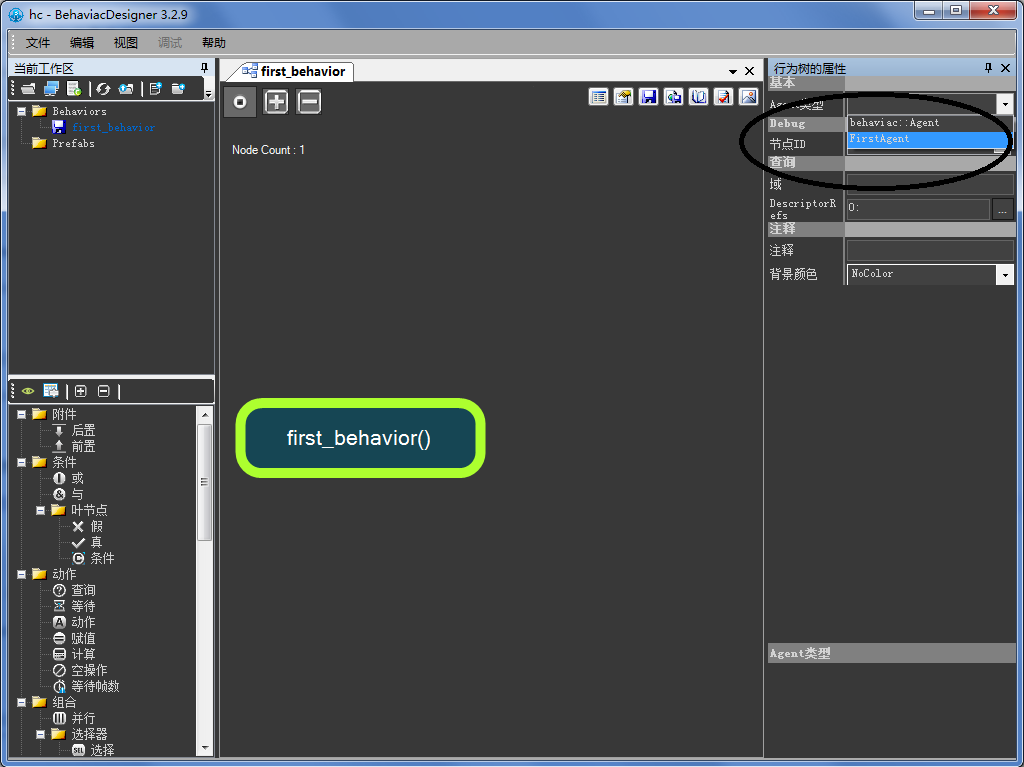 hc - BehaviacDesigner 3.2.9
文件 编辑 视图 调试 帮助
当前工作区
Behaviors
first_behavior
Prefabs
附件
后置
前置
条件
或
与
叶节点
假
真
条件
动作
查询
等待
动作
赋值
计算
空操作
等待帧数
组合
并行
选择器
选择
first_behavior
Node Count : 1
first_behavior()
行为树的属性
基本
Agent类型
behaviac::Agent
FirstAgent
Debug
节点ID
查询
域
DescriptorR
efs
0:
...
注释
注释
背景颜色 NoColor
Agent类型